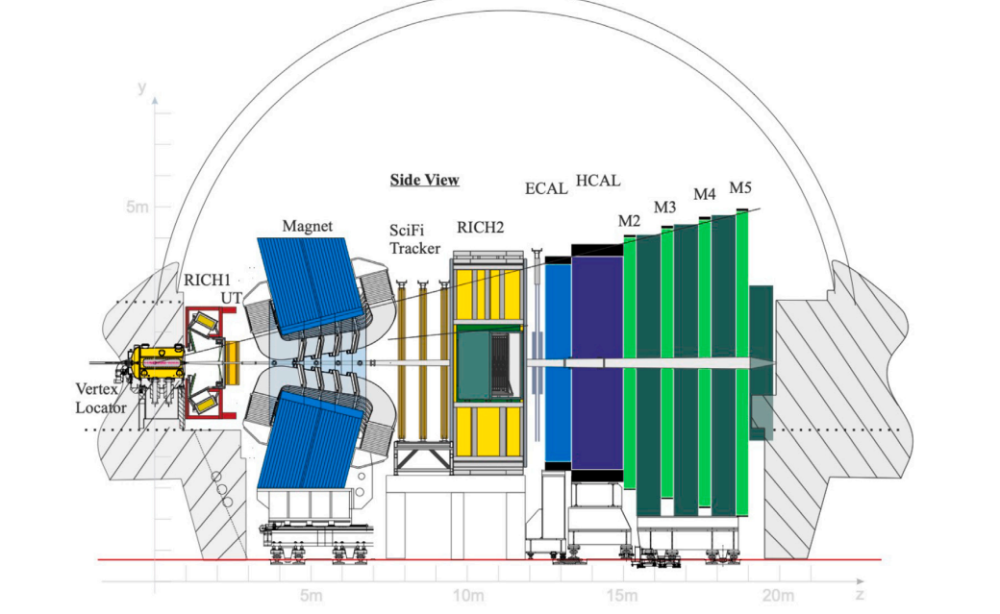 y
5m
Side View
ECAL
HCAL
M2
M3
M4
M5
Magnet
SciFi
Tracker
RICH2
RICH1
UT
Vertex
Locator
5m
10m
15m
20m
z